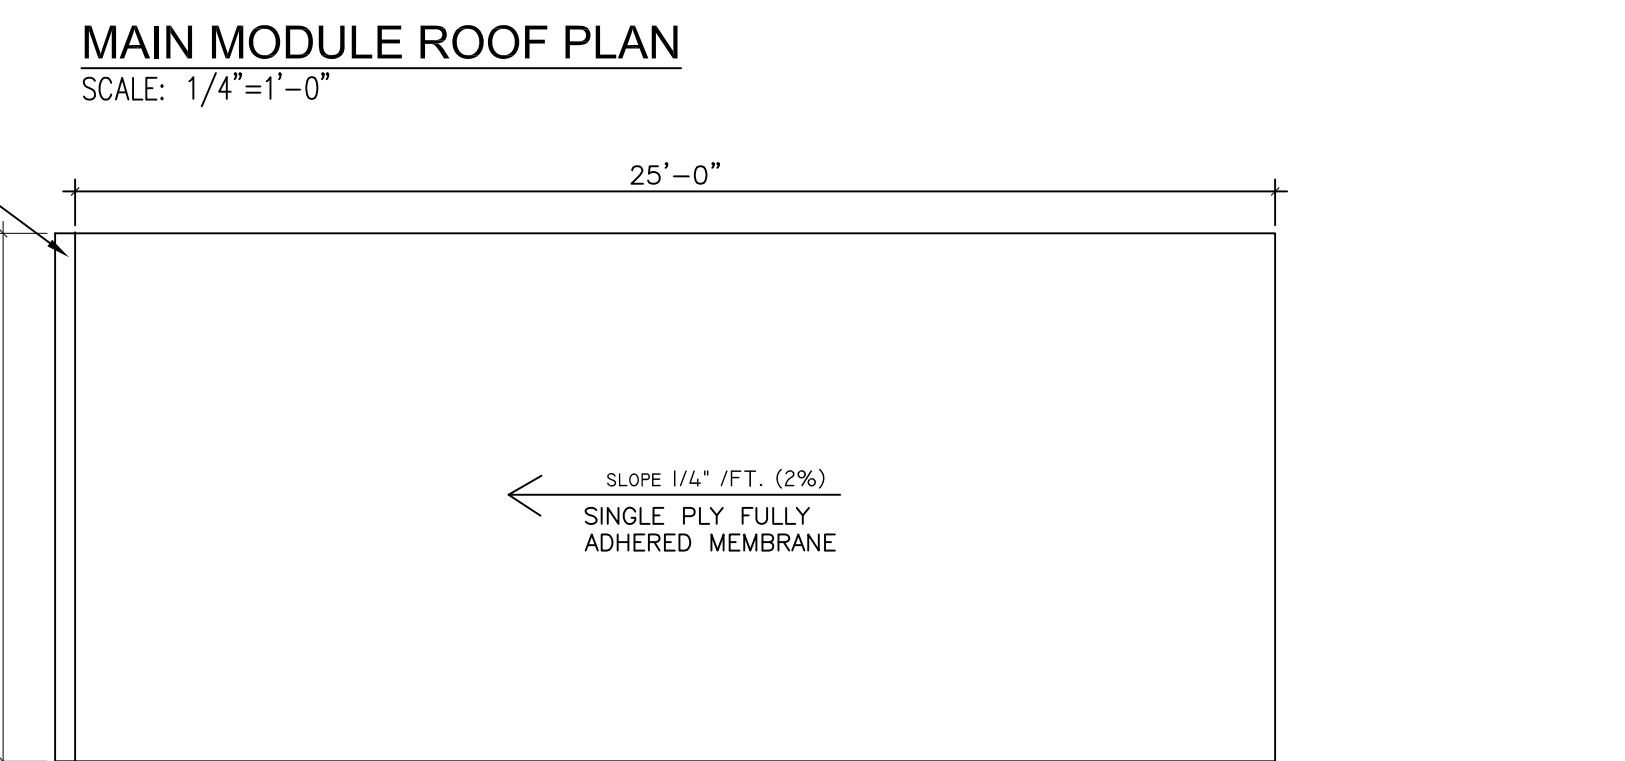 MAIN MODULE ROOF PLAN
SCALE: 1/4"=1'-0"
25'-0"
SLOPE 1/4" /FT. (2%)
SINGLE PLY FULLY
ADHERED MEMBRANE